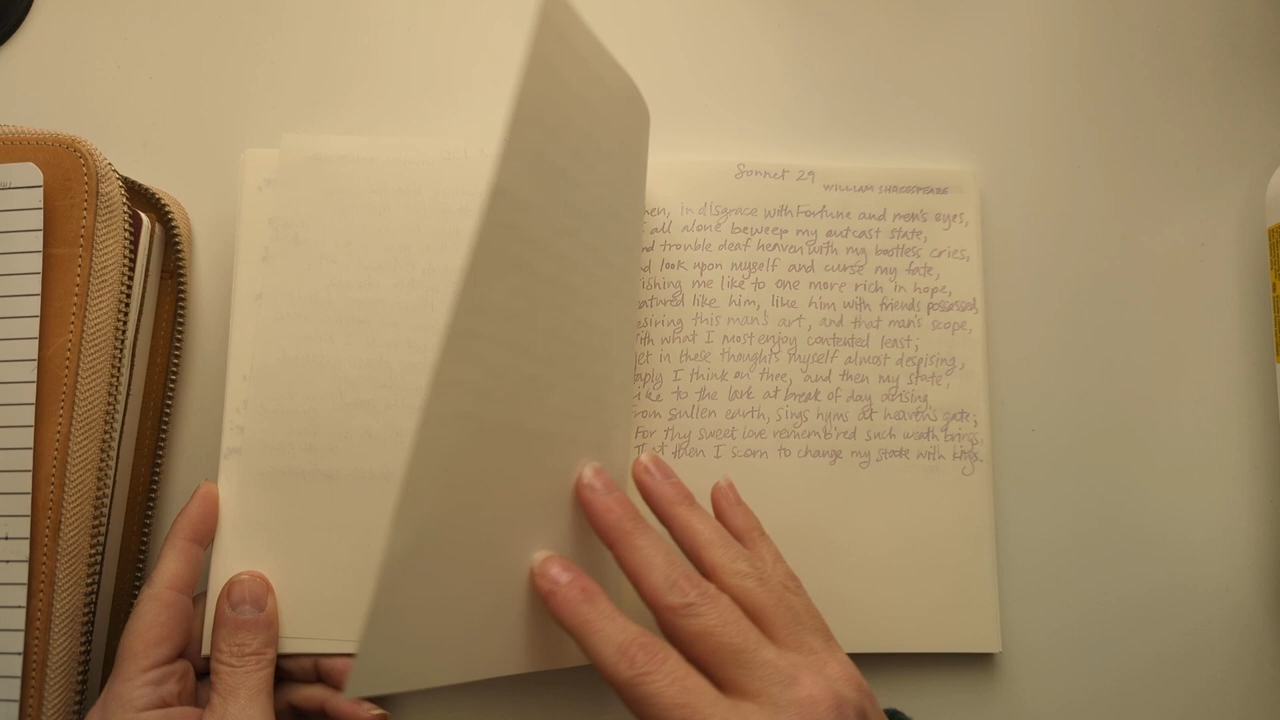 Sonnet 29
WILLIAM SHAKESPEARE
hen, in disgrace with Fortune and men's eyes,
all alone beweep my outcast state,
nd trouble deaf heaven with my bootless cries,
nd look upon myself and curse my fate,
ishing me like to one more rich in hope,
eatured like him, like him with friends possessed,
esiring this man's art, and that man's scope,
ith what I most enjoy contented least;
et in these thoughts myself almost despising,
aply I think on thee, and then my state,
ike to the lark at break of day arising
rom sullen earth, sings hyms at heaven's gate;
For thy sweet love rememb'red such wealth brings,
That then I scorn to change my state with kings.